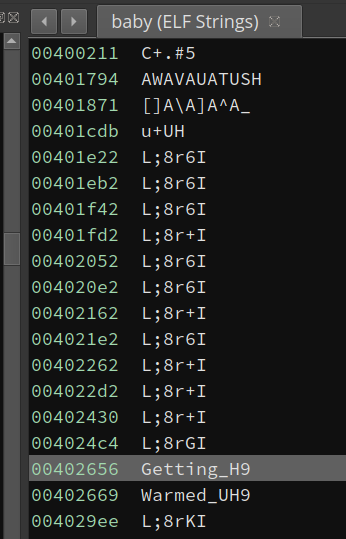 baby (ELF Strings)
00400211 C+.#5
00401794 AWAVAUATUSH
00401871 []A\A]A^A_
00401cdb u+UH
00401e22 L;8r6I
00401eb2 L;8r6I
00401f42 L;8r6I
00401fd2 L;8r+I
00402052 L;8r6I
004020e2 L;8r6I
00402162 L;8r+I
004021e2 L;8r6I
00402262 L;8r+I
004022d2 L;8r+I
00402430 L;8r+I
004024c4 L;8rGI
00402656 Getting_H9
00402669 Warmed_UH9
004029ee L;8rKI